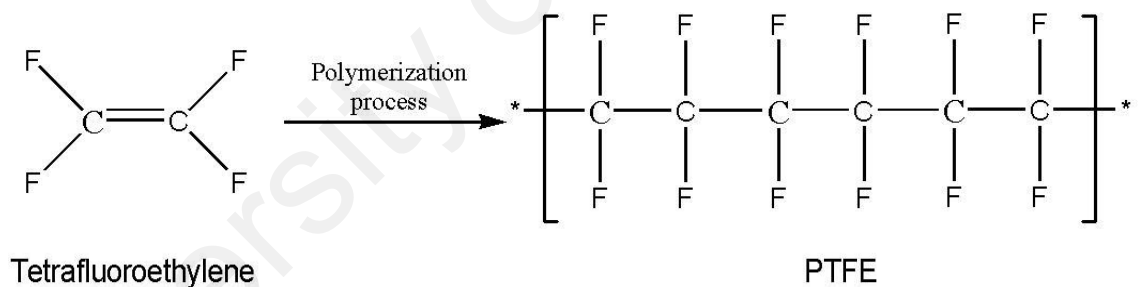 F F
Polymerization
process
C C
F F
F F F F F F
* C C C C C C *
F F F F F F
Tetrafluoroethylene
PTFE